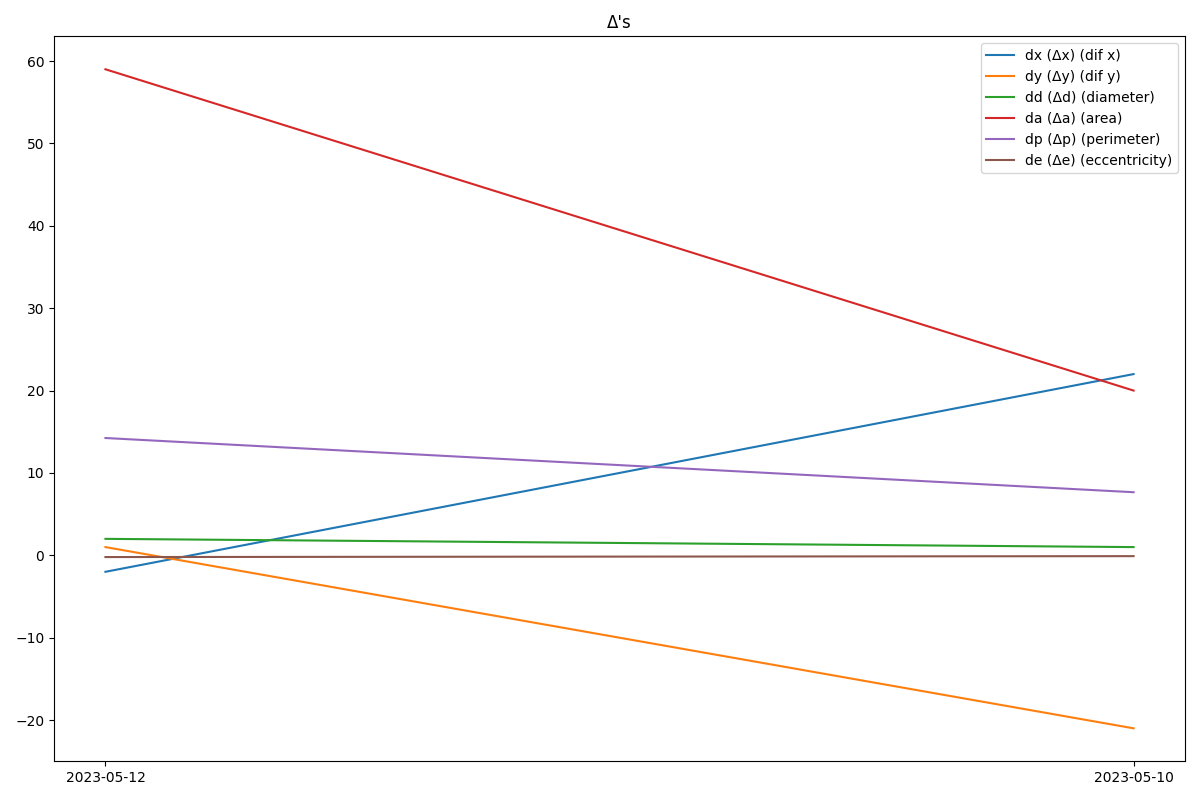 Δ's
dx (Δx) (dif x)
dy (Δy) (dif y)
dd (Δd) (diameter)
da (Δa) (area)
dp (Δp) (perimeter)
de (Δe) (eccentricity)
60
50
40
30
20
10
0
−10
−20
2023-05-12
2023-05-10